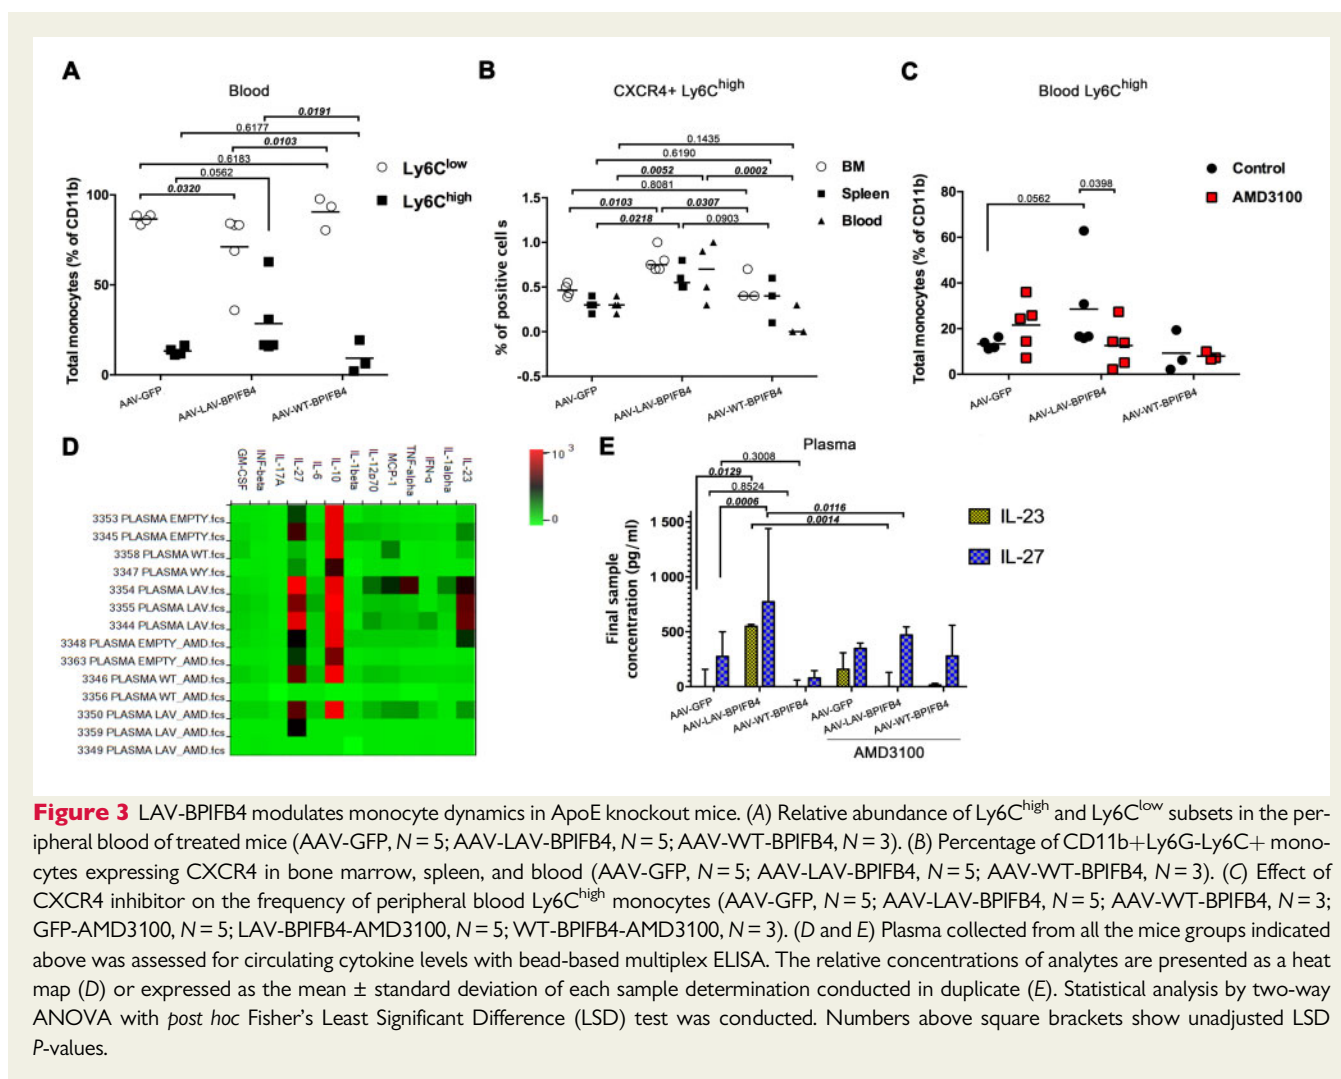 A
Blood
0.0191
0.6177
0.0103
0.6183
0.0562
0.0320
Ly6Clow
Ly6Chigh
Total monocytes (% of CD11b)
100
50
0
AAV-GFP
AAV-LAV-BPIFB4
AAV-WT-BPIFB4
B
CXCR4+ Ly6Chigh
0.1435
0.6190
0.0052
0.0002
0.8081
0.0103
0.0307
0.0218
0.0903
BM
Spleen
Blood
% of positive cell s
1.5
1.0
0.5
0.0
-0.5
AAV-GFP
AAV-LAV-BPIFB4
AAV-WT-BPIFB4
C
Blood Ly6Chigh
0.0562
0.0398
Control
AMD3100
Total monocytes (% of CD11b)
80
60
40
20
0
AAV-GFP
AAV-LAV-BPIFB4
AAV-WT-BPIFB4
D
GM-CSF
INF-beta
IL-17A
IL-27
IL-6
IL-10
IL-1beta
IL-12p70
MCP-1
TNF-alpha
IFN-g
IL-1alpha
IL-23
10 3
0
3353 PLASMA EMPTY.fcs
3345 PLASMA EMPTY.fcs
3358 PLASMA WT.fcs
3347 PLASMA WY.fcs
3354 PLASMA LAV.fcs
3355 PLASMA LAV.fcs
3344 PLASMA LAV.fcs
3348 PLASMA EMPTY_AMD.fcs
3363 PLASMA EMPTY_AMD.fcs
3346 PLASMA WT_AMD.fcs
3356 PLASMA WT_AMD.fcs
3350 PLASMA LAV_AMD.fcs
3359 PLASMA LAV_AMD.fcs
3349 PLASMA LAV_AMD.fcs
E
Plasma
0.3008
0.0129
0.8524
0.0006
0.0116
0.0014
IL-23
IL-27
Final sample
concentration (pg/ml)
1 500
1 000
500
0
AAV-GFP
AAV-LAV-BPIFB4
AAV-WT-BPIFB4
AAV-GFP
AAV-LAV-BPIFB4
AAV-WT-BPIFB4
AMD3100
Figure 3 LAV-BPIFB4 modulates monocyte dynamics in ApoE knockout mice. (A) Relative abundance of Ly6Chigh and Ly6Clow subsets in the per-
ipheral blood of treated mice (AAV-GFP, N = 5; AAV-LAV-BPIFB4, N = 5; AAV-WT-BPIFB4, N = 3). (B) Percentage of CD11b+Ly6G-Ly6C+ mono-
cytes expressing CXCR4 in bone marrow, spleen, and blood (AAV-GFP, N = 5; AAV-LAV-BPIFB4, N = 5; AAV-WT-BPIFB4, N = 3). (C) Effect of
CXCR4 inhibitor on the frequency of peripheral blood Ly6Chigh monocytes (AAV-GFP, N = 5; AAV-LAV-BPIFB4, N = 5; AAV-WT-BPIFB4, N = 3;
GFP-AMD3100, N = 5; LAV-BPIFB4-AMD3100, N = 5; WT-BPIFB4-AMD3100, N = 3). (D and E) Plasma collected from all the mice groups indicated
above was assessed for circulating cytokine levels with bead-based multiplex ELISA. The relative concentrations of analytes are presented as a heat
map (D) or expressed as the mean ± standard deviation of each sample determination conducted in duplicate (E). Statistical analysis by two-way
ANOVA with post hoc Fisher's Least Significant Difference (LSD) test was conducted. Numbers above square brackets show unadjusted LSD
P-values.